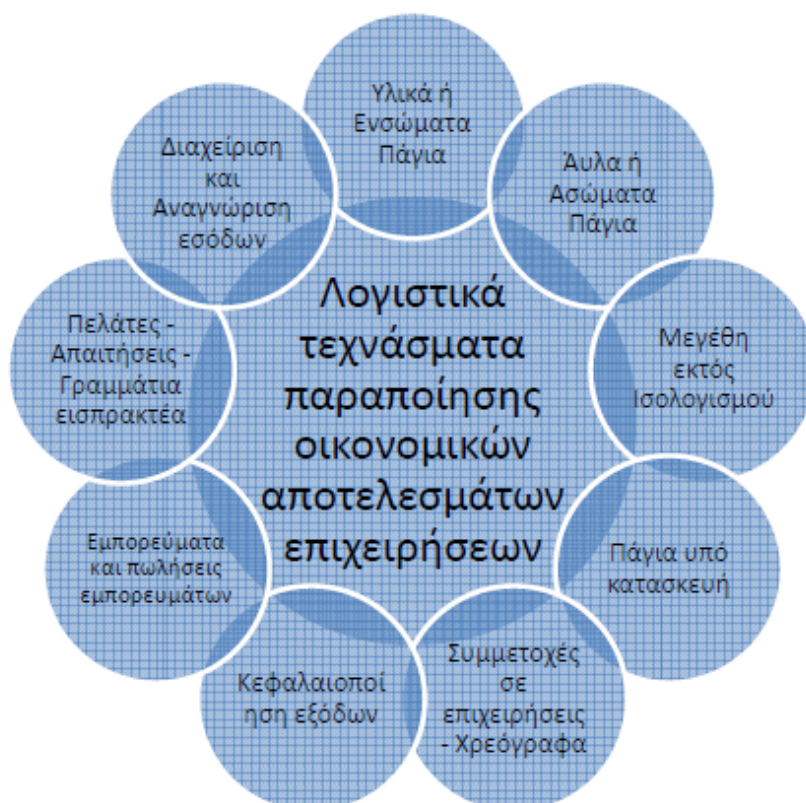 Υλικά ή
Ενσώματα
Πάγια
Άυλα ή
Ασώματα
Πάγια
Μεγέθη
εκτός
Ισολογισμού
Πάγια υπό
κατασκευή
Συμμετοχές
σε
επιχειρήσεις
- Χρεόγραφα
Κεφαλαιοποί
ηση εξόδων
Εμπορεύματα
και πωλήσεις
εμπορευμάτων
Πελάτες -
Απαιτήσεις -
Γραμμάτια
εισπρακτέα
Διαχείριση
και
Αναγνώριση
εσόδων
Λογιστικά
τεχνάσματα
παραποίησης
οικονομικών
αποτελεσμάτων
επιχειρήσεων